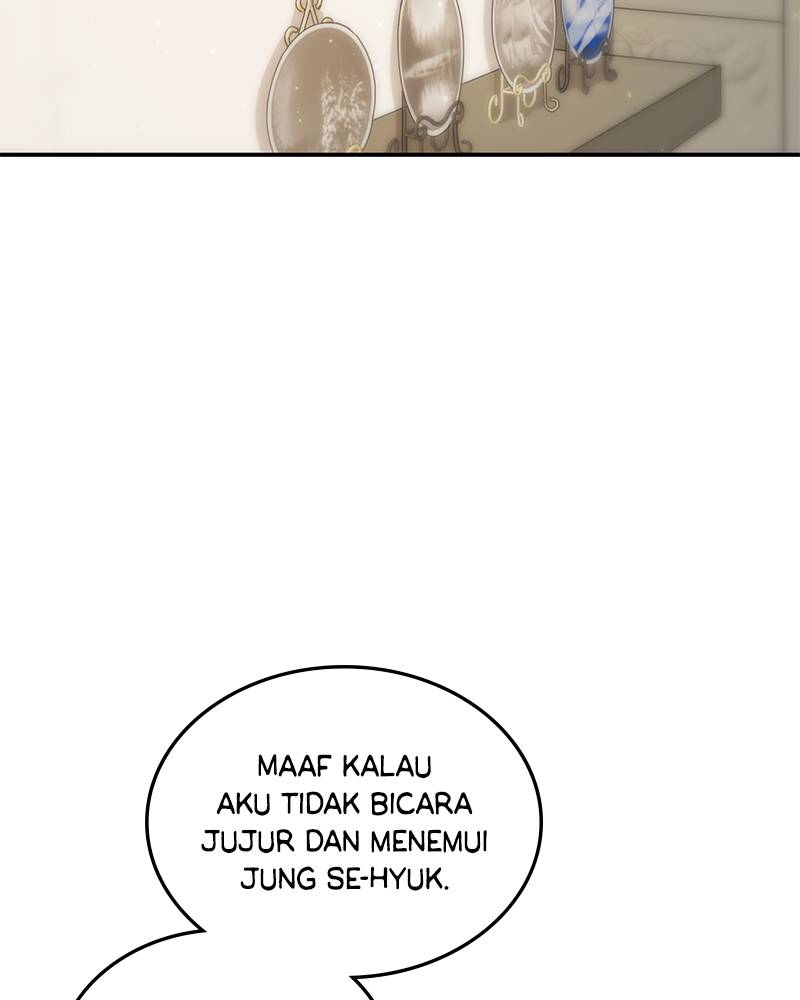 MAAF KALAU
AKU TIDAK BICARA
JUJUR DAN MENEMUI
JUNG SE-HYUK.